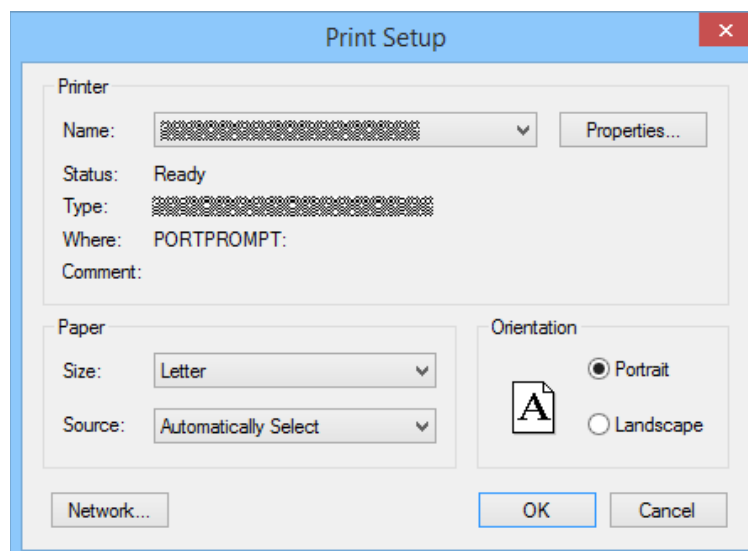 Print Setup
Printer
Name:
Properties...
Status: Ready
Type:
Where: PORTPROMPT:
Comment:
Paper
Size: Letter
Source: Automatically Select
Orientation
A
Portrait
Landscape
Network...
OK
Cancel